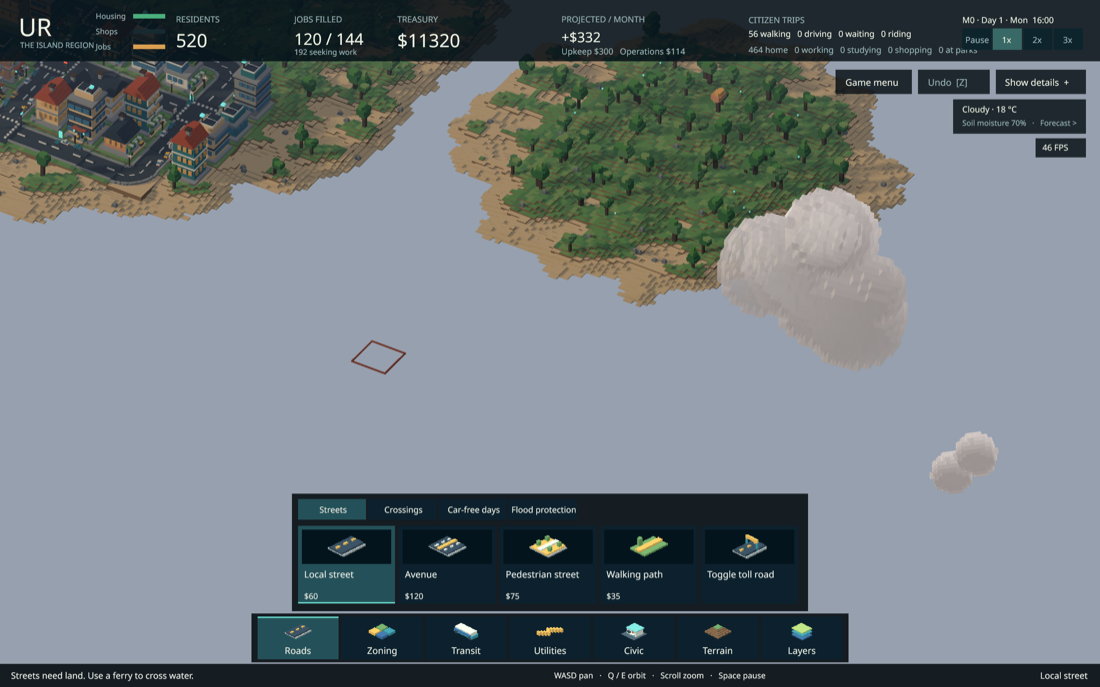 UR
THE ISLAND REGION
Housing
Shops
Jobs
RESIDENTS
520
JOBS FILLED
120 / 144
192 seeking work
TREASURY
$11320
PROJECTED / MONTH
+$332
Upkeep $300 Operations $114
CITIZEN TRIPS
56 walking 0 driving 0 waiting 0 riding
464 home 0 working 0 studying 0 shopping 0 at parks
M0 · Day 1 · Mon 16:00
Pause 1x 2x 3x
Game menu
Undo [Z]
Show details +
Cloudy · 18 °C
Soil moisture 70% · Forecast >
46 FPS
Streets Crossings Car-free days Flood protection
Local street
$60
Avenue
$120
Pedestrian street
$75
Walking path
$35
Toggle toll road
Roads Zoning Transit Utilities Civic Terrain Layers
Streets need land. Use a ferry to cross water.
WASD pan · Q / E orbit · Scroll zoom · Space pause
Local street